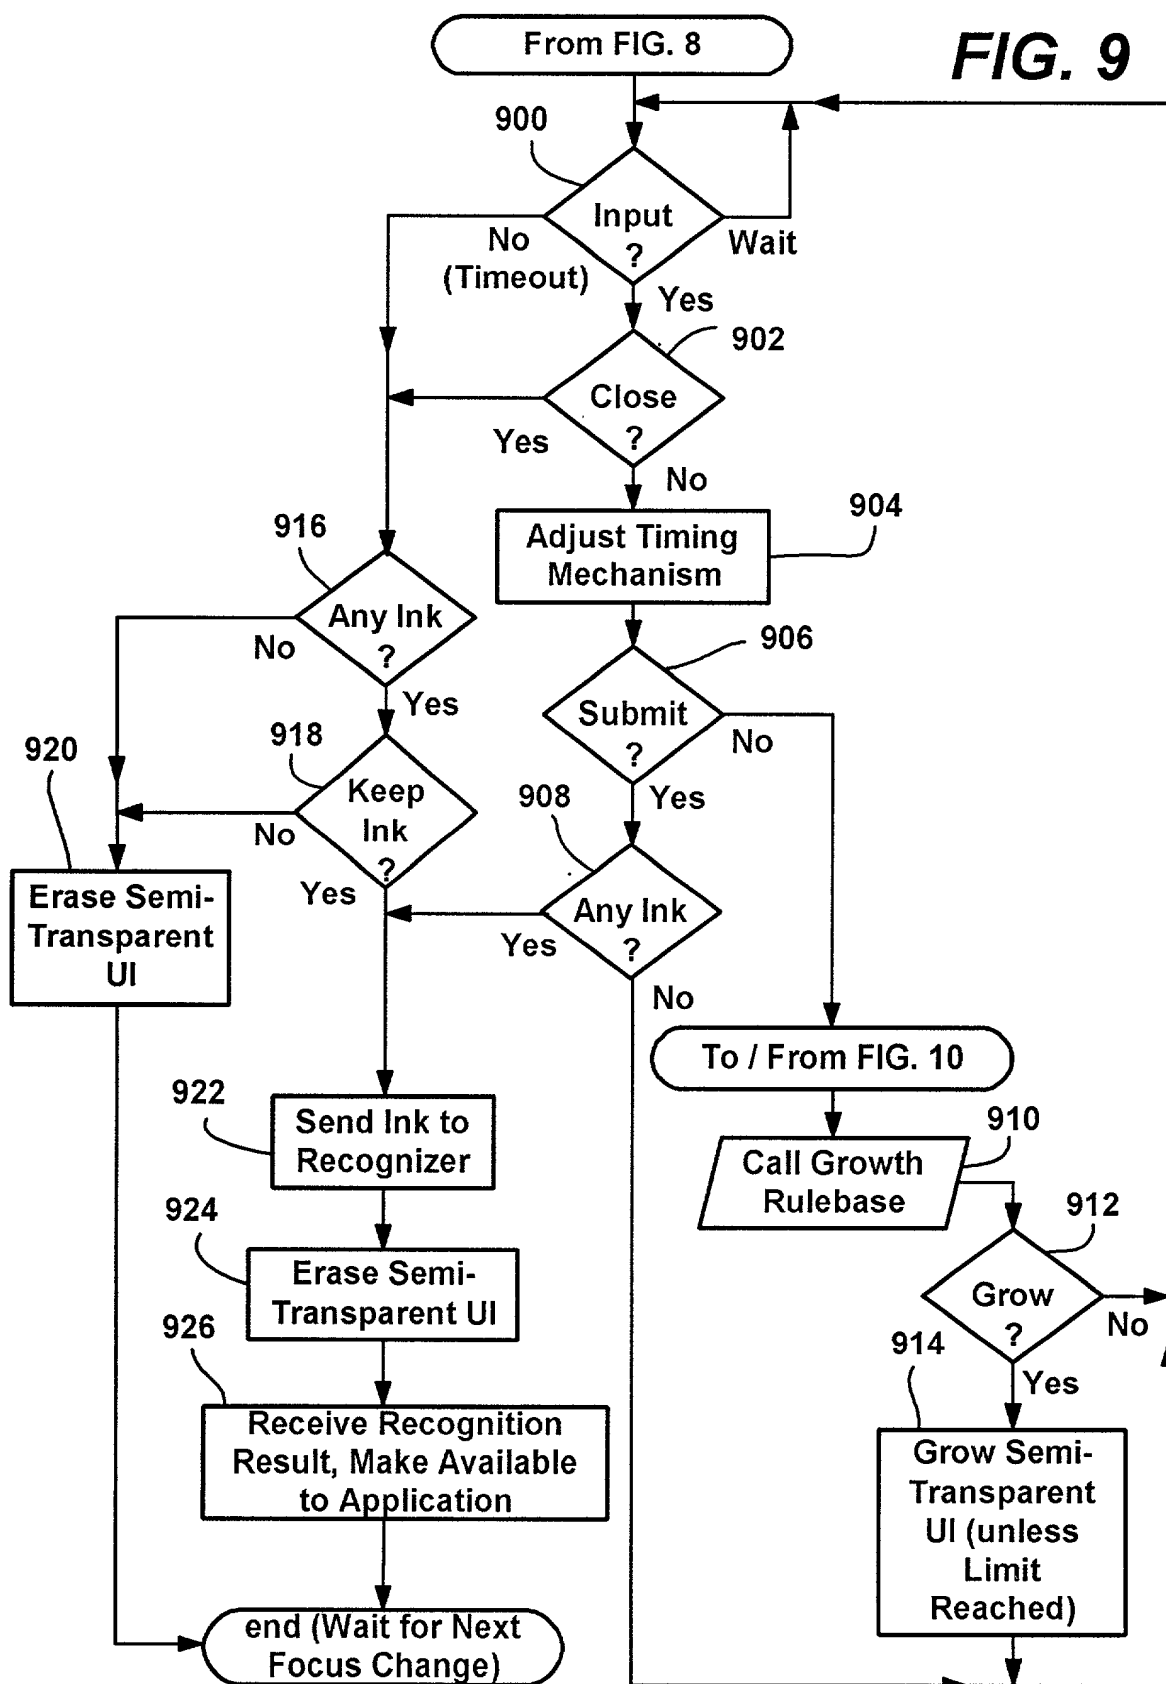 From FIG. 8
FIG. 9
900
Input
?
No
(Timeout)
Wait
Yes
902
Close
?
Yes
No
904
Adjust Timing
Mechanism
916
Any Ink
?
No
Yes
906
Submit
?
No
Yes
918
Keep
Ink
?
No
Yes
920
Erase Semi-
Transparent
UI
908
Any Ink
?
Yes
No
To / From FIG. 10
922
Send Ink to
Recognizer
910
Call Growth
Rulebase
912
Grow
?
No
Yes
924
Erase Semi-
Transparent UI
926
Receive Recognition
Result, Make Available
to Application
914
Grow Semi-
Transparent
UI (unless
Limit
Reached)
end (Wait for Next
Focus Change)